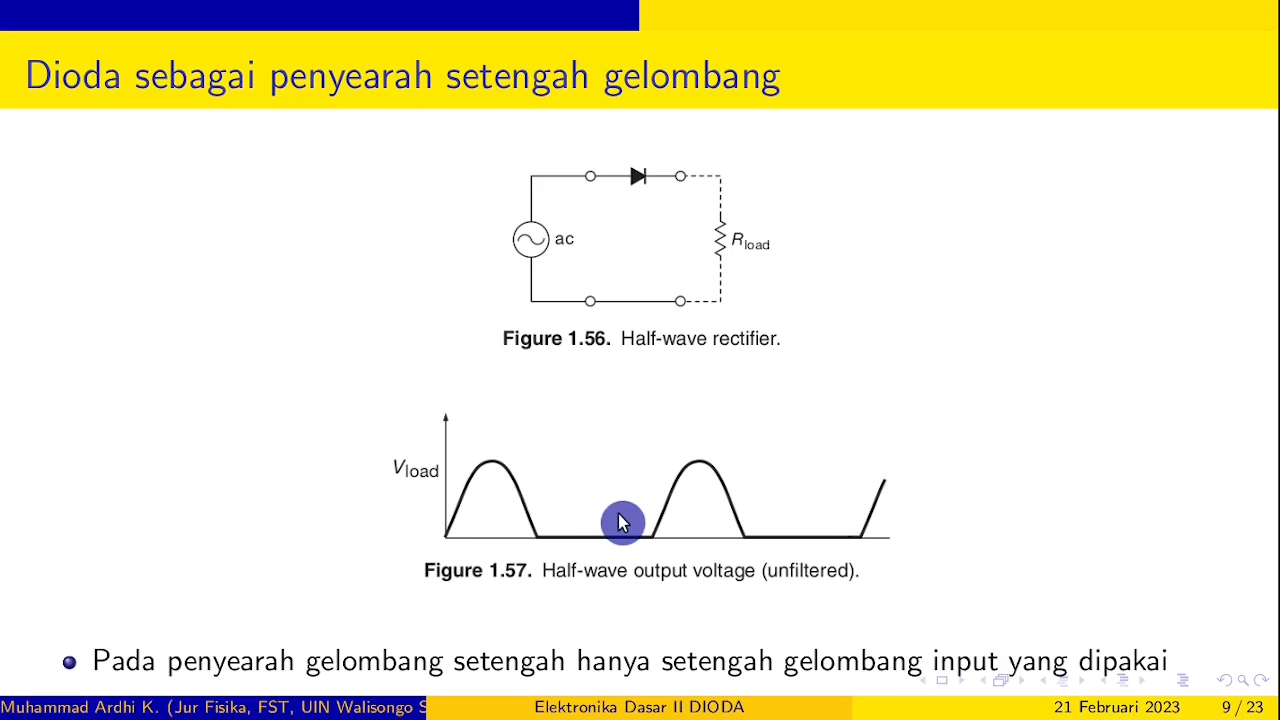 Dioda sebagai penyearah setengah gelombang
ac
Rload
Figure 1.56. Half-wave rectifier.
Vload
Figure 1.57. Half-wave output voltage (unfiltered).
Pada penyearah gelombang setengah hanya setengah gelombang input yang dipakai
Muhammad Ardhi K. (Jur Fisika, FST, UIN Walisongo S
Elektronika Dasar II DIODA
21 Februari 2023
9 / 23